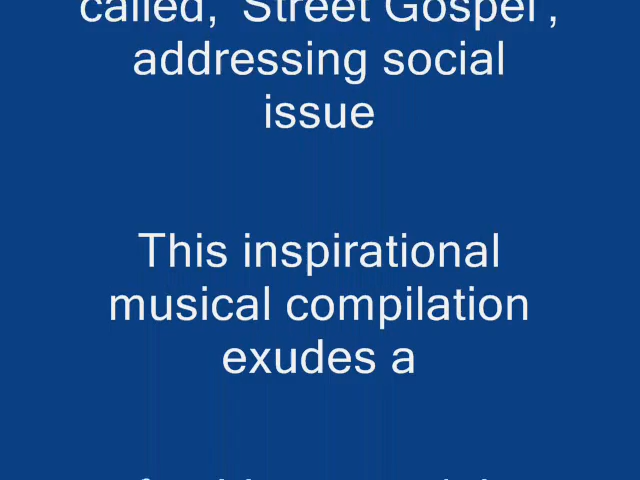 called, 'Street Gospel',
addressing social
issue
This inspirational
musical compilation
exudes a